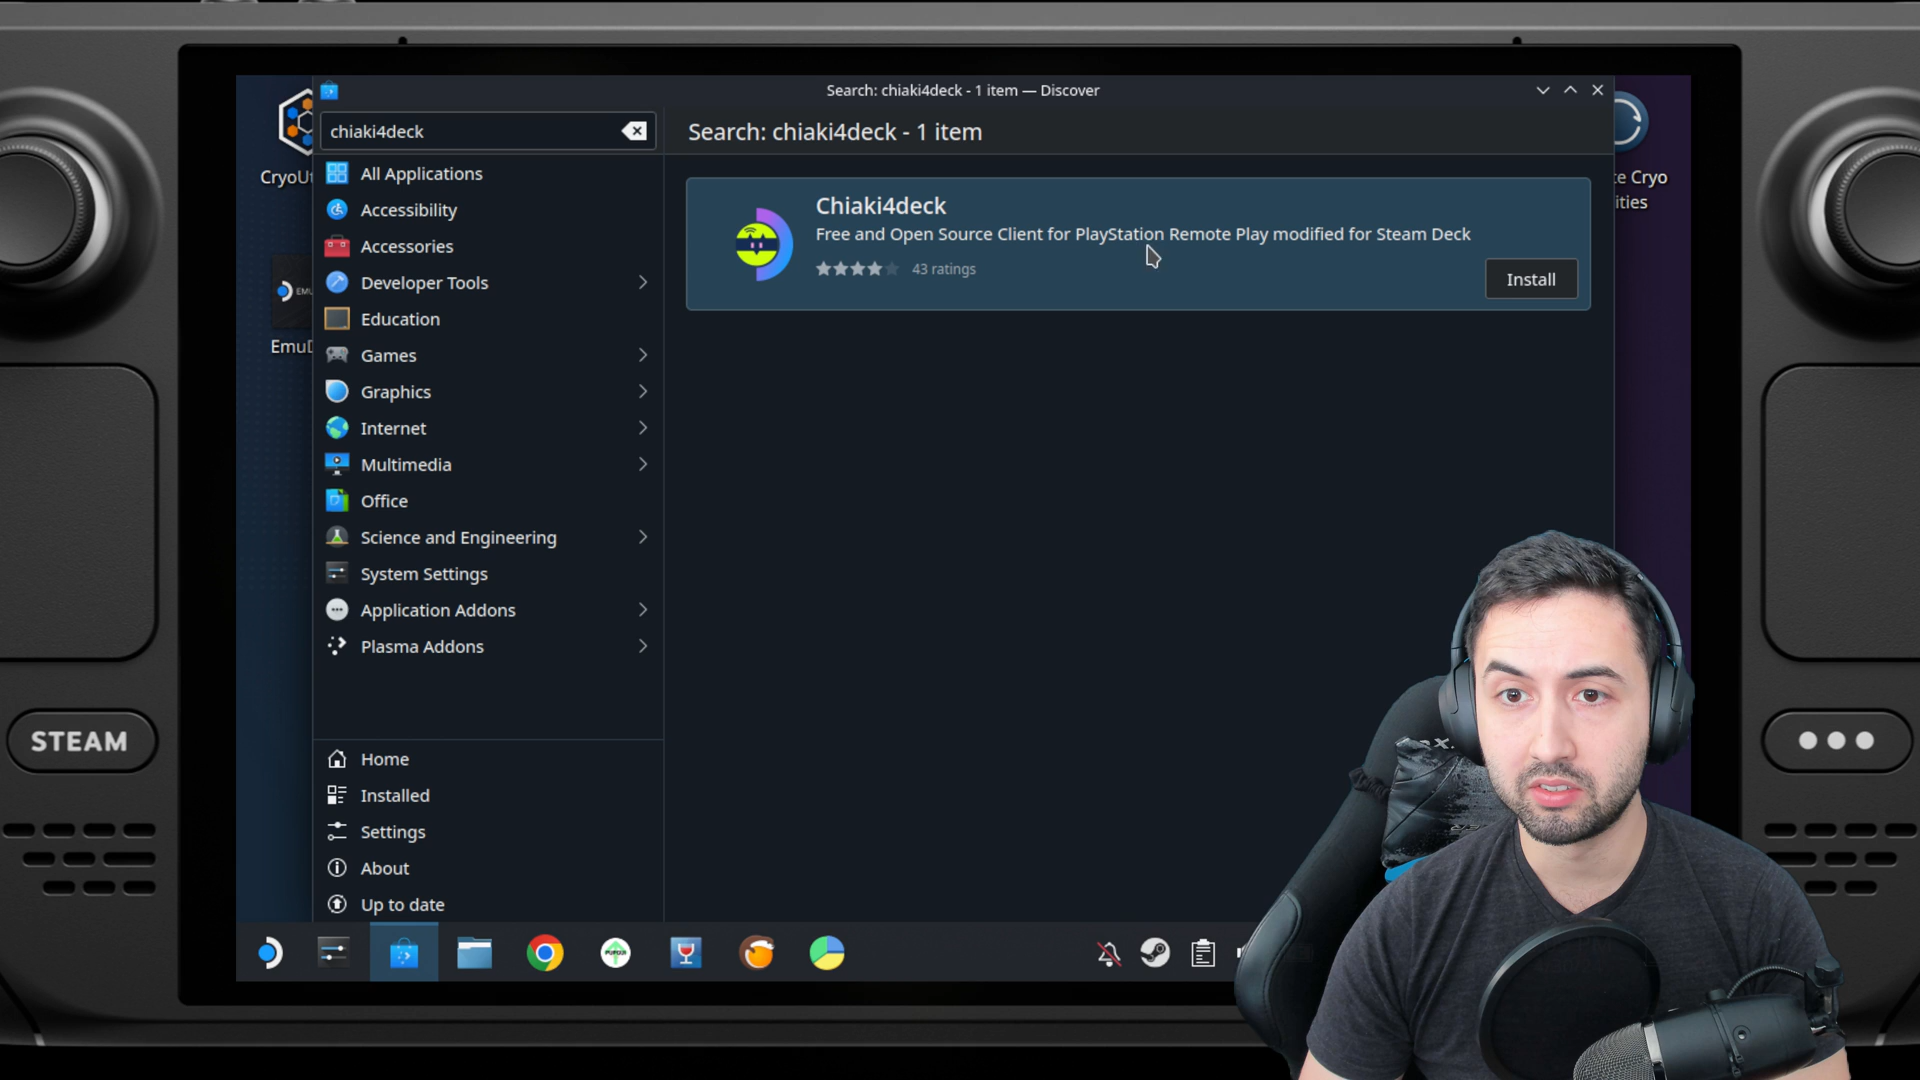 Search: chiaki4deck - 1 item — Discover
chiaki4deck
Search: chiaki4deck - 1 item
All Applications
Accessibility
Accessories
Developer Tools
Education
Games
Graphics
Internet
Multimedia
Office
Science and Engineering
System Settings
Application Addons
Plasma Addons
Home
Installed
Settings
About
Up to date
Chiaki4deck
Free and Open Source Client for PlayStation Remote Play modified for Steam Deck
43 ratings
Install
CryoUt
EMU
EmuD
te Cryo
ities
STEAM